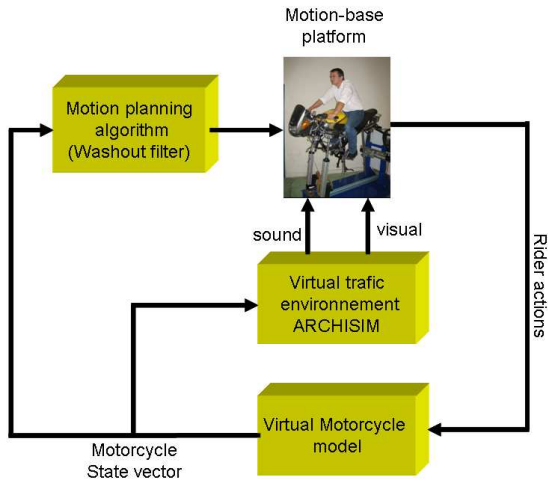 Motion-base
platform
Motion planning
algorithm
(Washout filter)
sound
visual
Virtual trafic
environnement
ARCHISIM
Rider actions
Virtual Motorcycle
model
Motorcycle
State vector